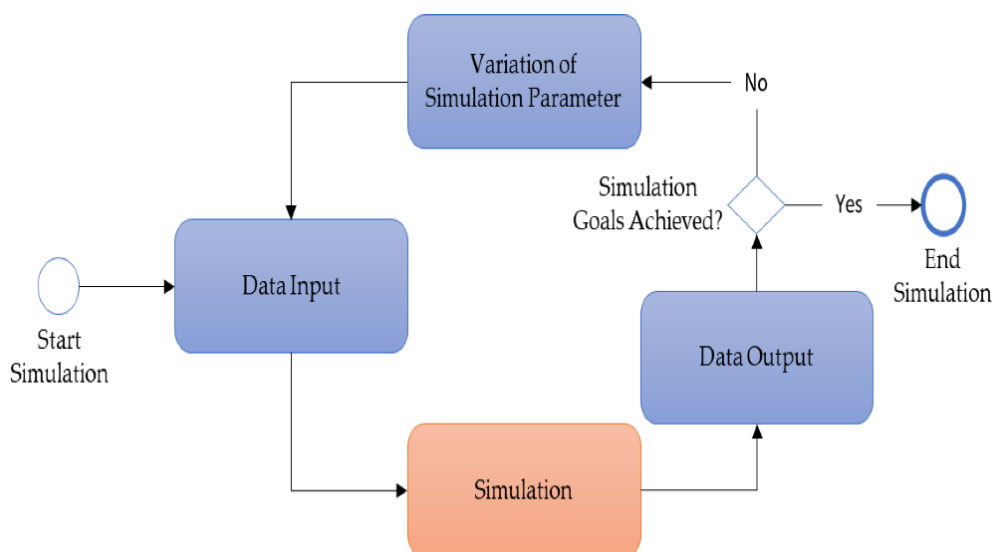 Variation of
Simulation Parameter
No
Simulation
Goals Achieved?
Yes
End
Simulation
Data Input
Start
Simulation
Data Output
Simulation